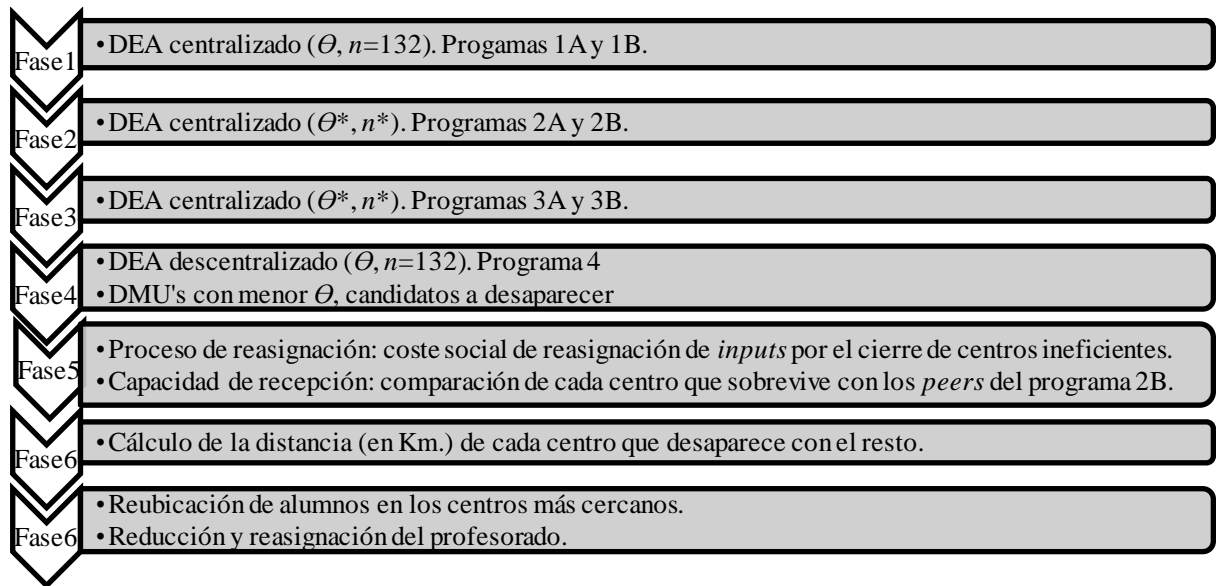 Fase1
•DEA centralizado (Ө, n=132). Progamas 1A y 1B.
Fase2
•DEA centralizado (Ө*, n*). Programas 2A y 2B.
Fase3
•DEA centralizado (Ө*, n*). Programas 3A y 3B.
Fase4
•DEA descentralizado (Ө, n=132). Programa 4
•DMU's con menor Ө, candidatos a desaparecer
Fase5
•Proceso de reasignación: coste social de reasignación de inputs por el cierre de centros ineficientes.
•Capacidad de recepción: comparación de cada centro que sobrevive con los peers del programa 2B.
Fase6
•Cálculo de la distancia (en Km.) de cada centro que desaparece con el resto.
Fase6
•Reubicación de alumnos en los centros más cercanos.
•Reducción y reasignación del profesorado.